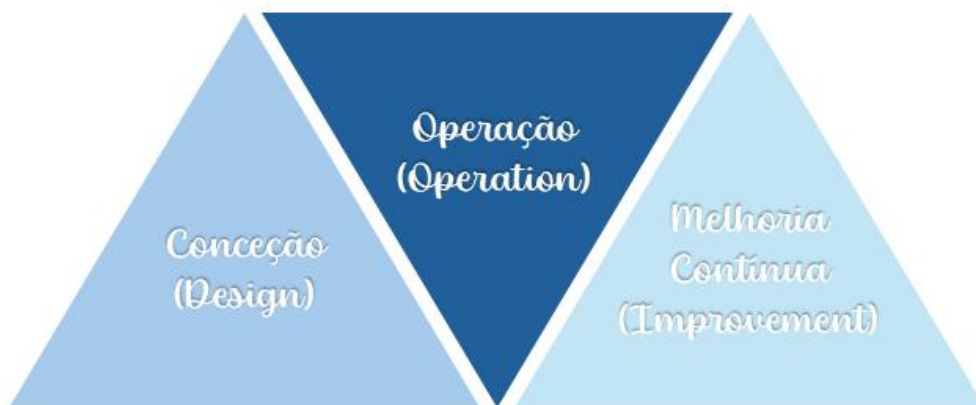 Conceção
(Design)
Operação
(Operation)
Melhoria
Contínua
(Improvement)